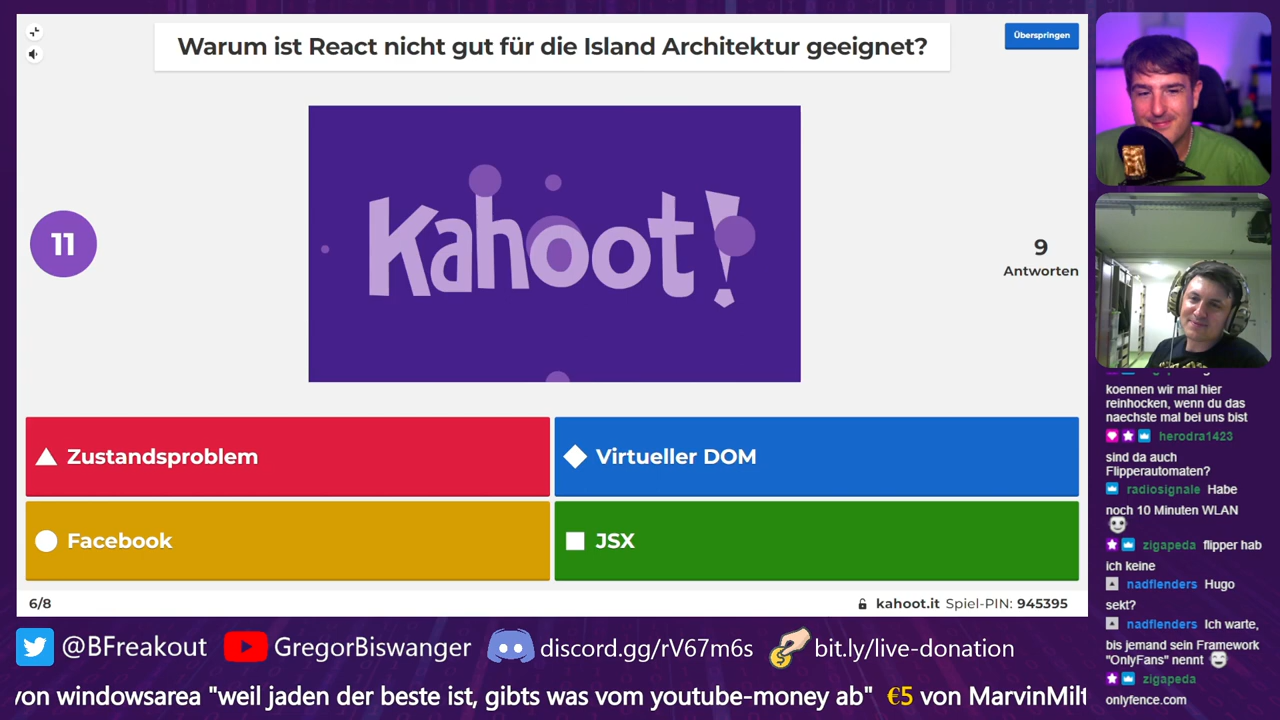 Warum ist React nicht gut für die Island Architektur geeignet?
Überspringen
Kahoot!
11
9
Antworten
Zustandsproblem
Virtueller DOM
Facebook
JSX
6/8
kahoot.it Spiel-PIN: 945395
koennen wir mal hier
reinhocken, wenn du das
naechste mal bei uns bist
herodra1423
sind da auch
Flipperautomaten?
radiosignale Habe
noch 10 Minuten WLAN
zigapeda flipper hab
ich keine
nadflenders Hugo
sekt?
nadflenders Ich warte,
bis jemand sein Framework
"OnlyFans" nennt
zigapeda
onlyfence.com
@BFreakout
GregorBiswanger
discord.gg/rV67m6s
bit.ly/live-donation
von windowsarea "weil jaden der beste ist, gibts was vom youtube-money ab" €5 von MarvinMilt